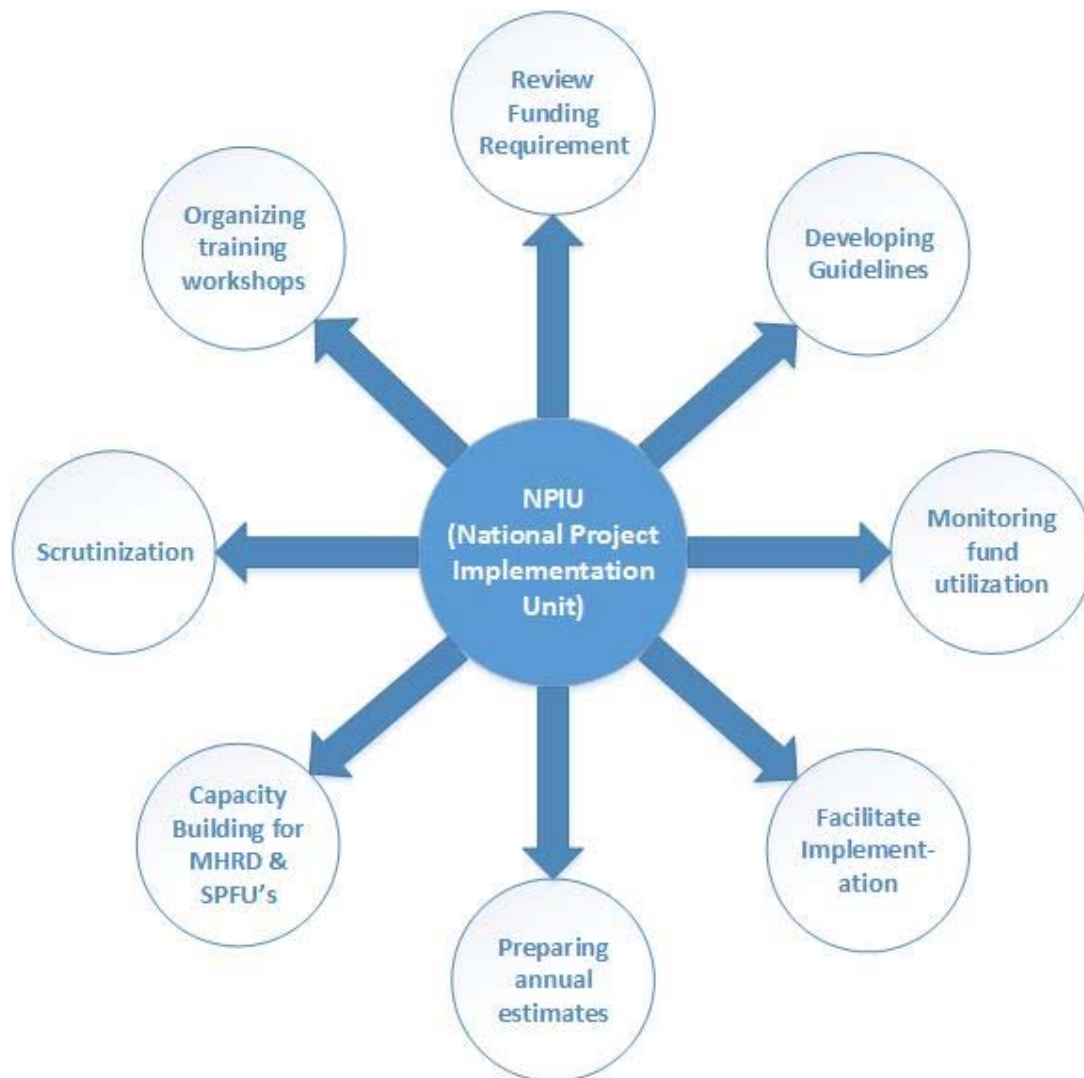 Review
Funding
Requirement
Developing
Guidelines
Monitoring
fund
utilization
Facilitate
Implement-
ation
Preparing
annual
estimates
Capacity
Building for
MHRD &
SPFU's
Scrutinization
Organizing
training
workshops
NPIU
(National Project
Implementation
Unit)